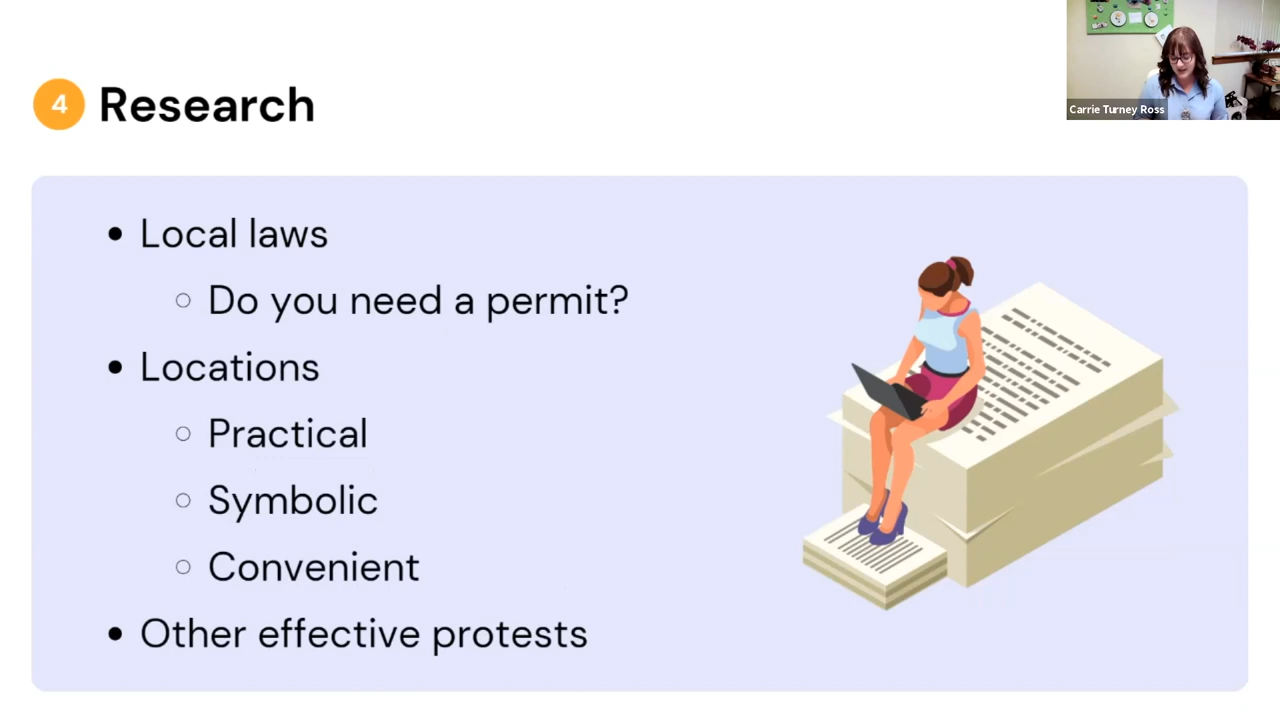 4 Research
Carrie Turney Ross
• Local laws
○ Do you need a permit?
• Locations
○ Practical
○ Symbolic
○ Convenient
• Other effective protests